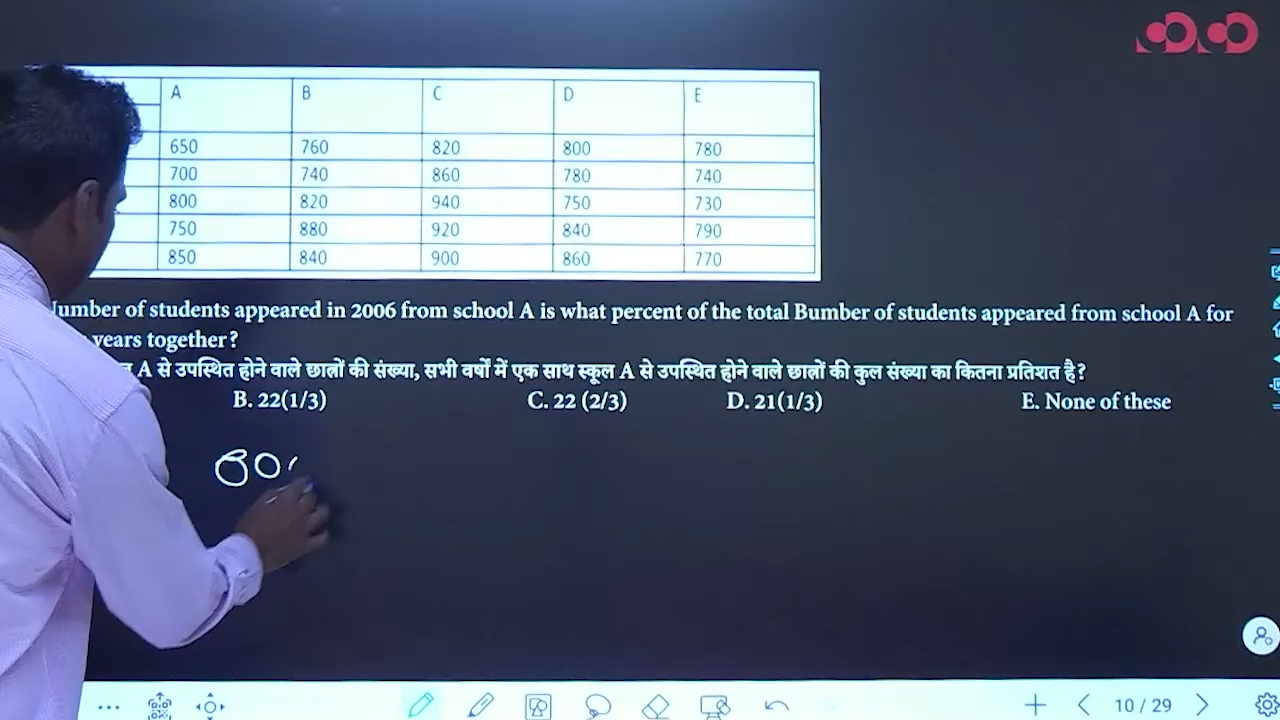 A B C D E
650 760 820 800 780
700 740 860 780 740
800 820 940 750 730
750 880 920 840 790
850 840 900 860 770
of students appeared in 2006 from school A is what percent of the total Bumber of students appeared from school A for
years together?
A से उपस्थित होने वाले छात्रों की संख्या, सभी वर्षों में एक साथ स्कूल A से उपस्थित होने वाले छात्रों की कुल संख्या का कितना प्रतिशत है?
B. 22(1/3) C. 22 (2/3) D. 21(1/3) E. None of these
80
10 / 29